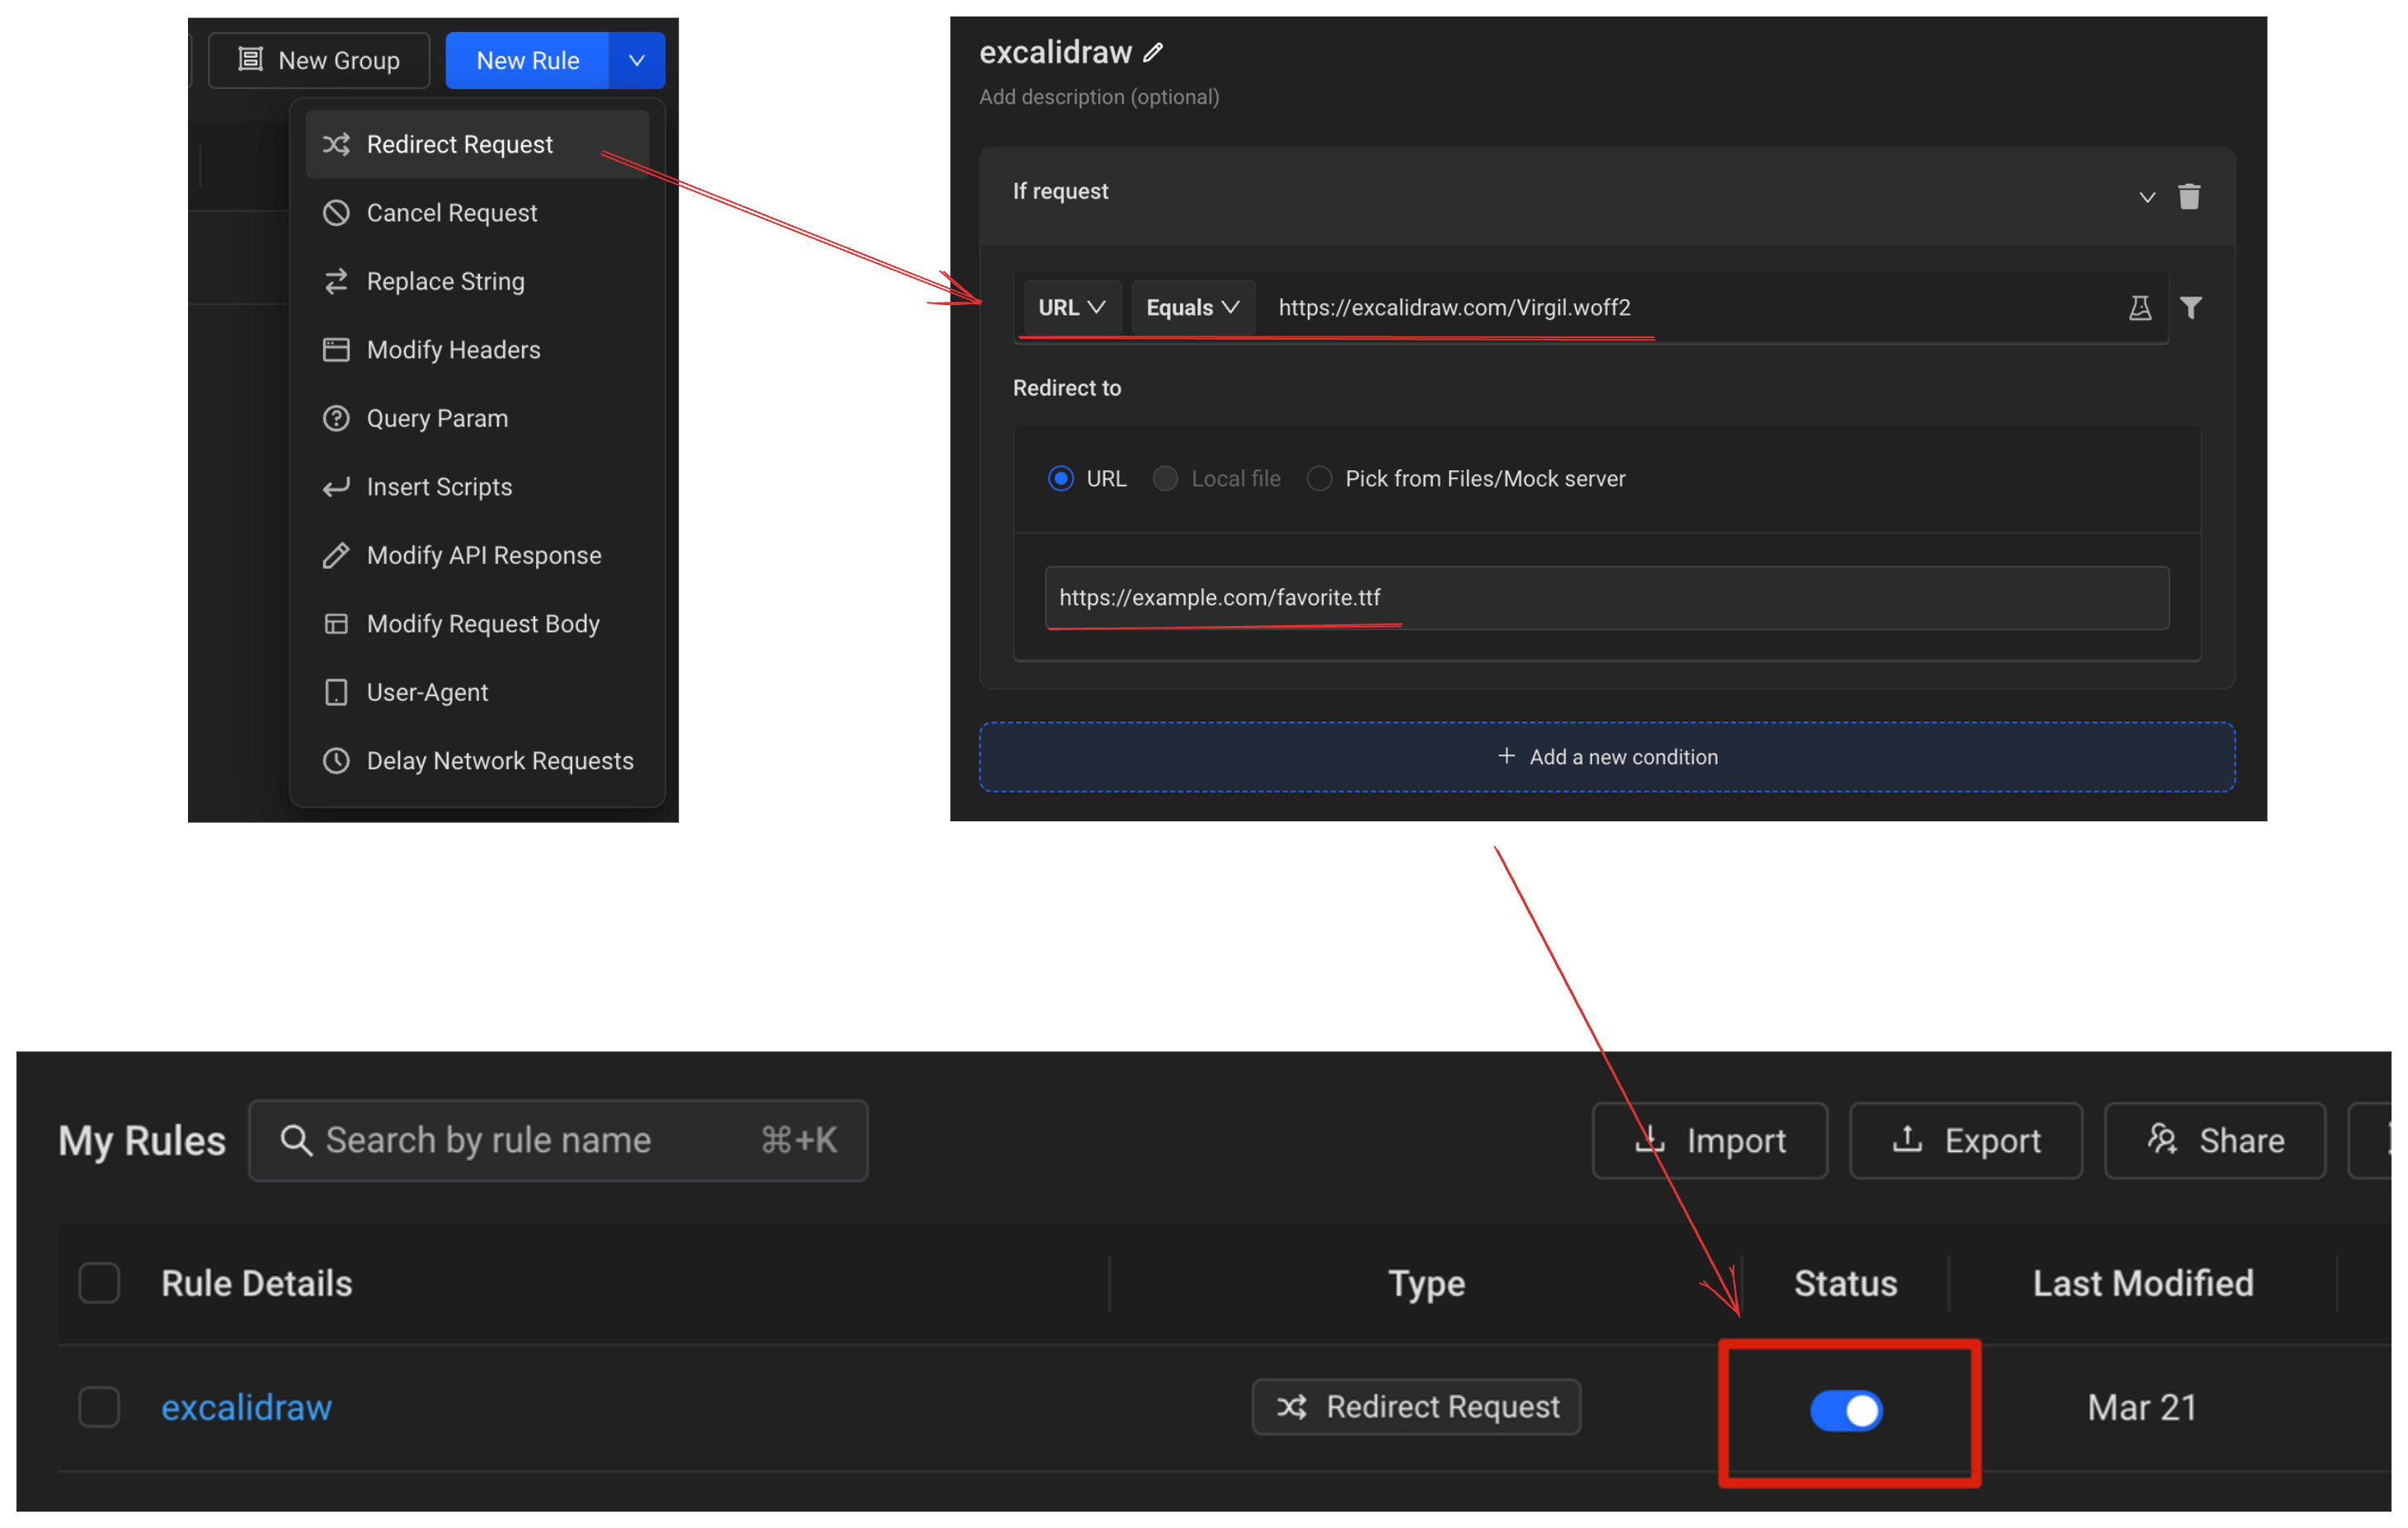 New Group
New Rule
Redirect Request
Cancel Request
Replace String
Modify Headers
Query Param
Insert Scripts
Modify API Response
Modify Request Body
User-Agent
Delay Network Requests
excalidraw
Add description (optional)
If request
URL Equals https://excalidraw.com/Virgil.woff2
Redirect to
URL Local file Pick from Files/Mock server
https://example.com/favorite.ttf
+ Add a new condition
My Rules Search by rule name ⌘+K Import Export Share
Rule Details Type Status Last Modified
excalidraw Redirect Request Mar 21